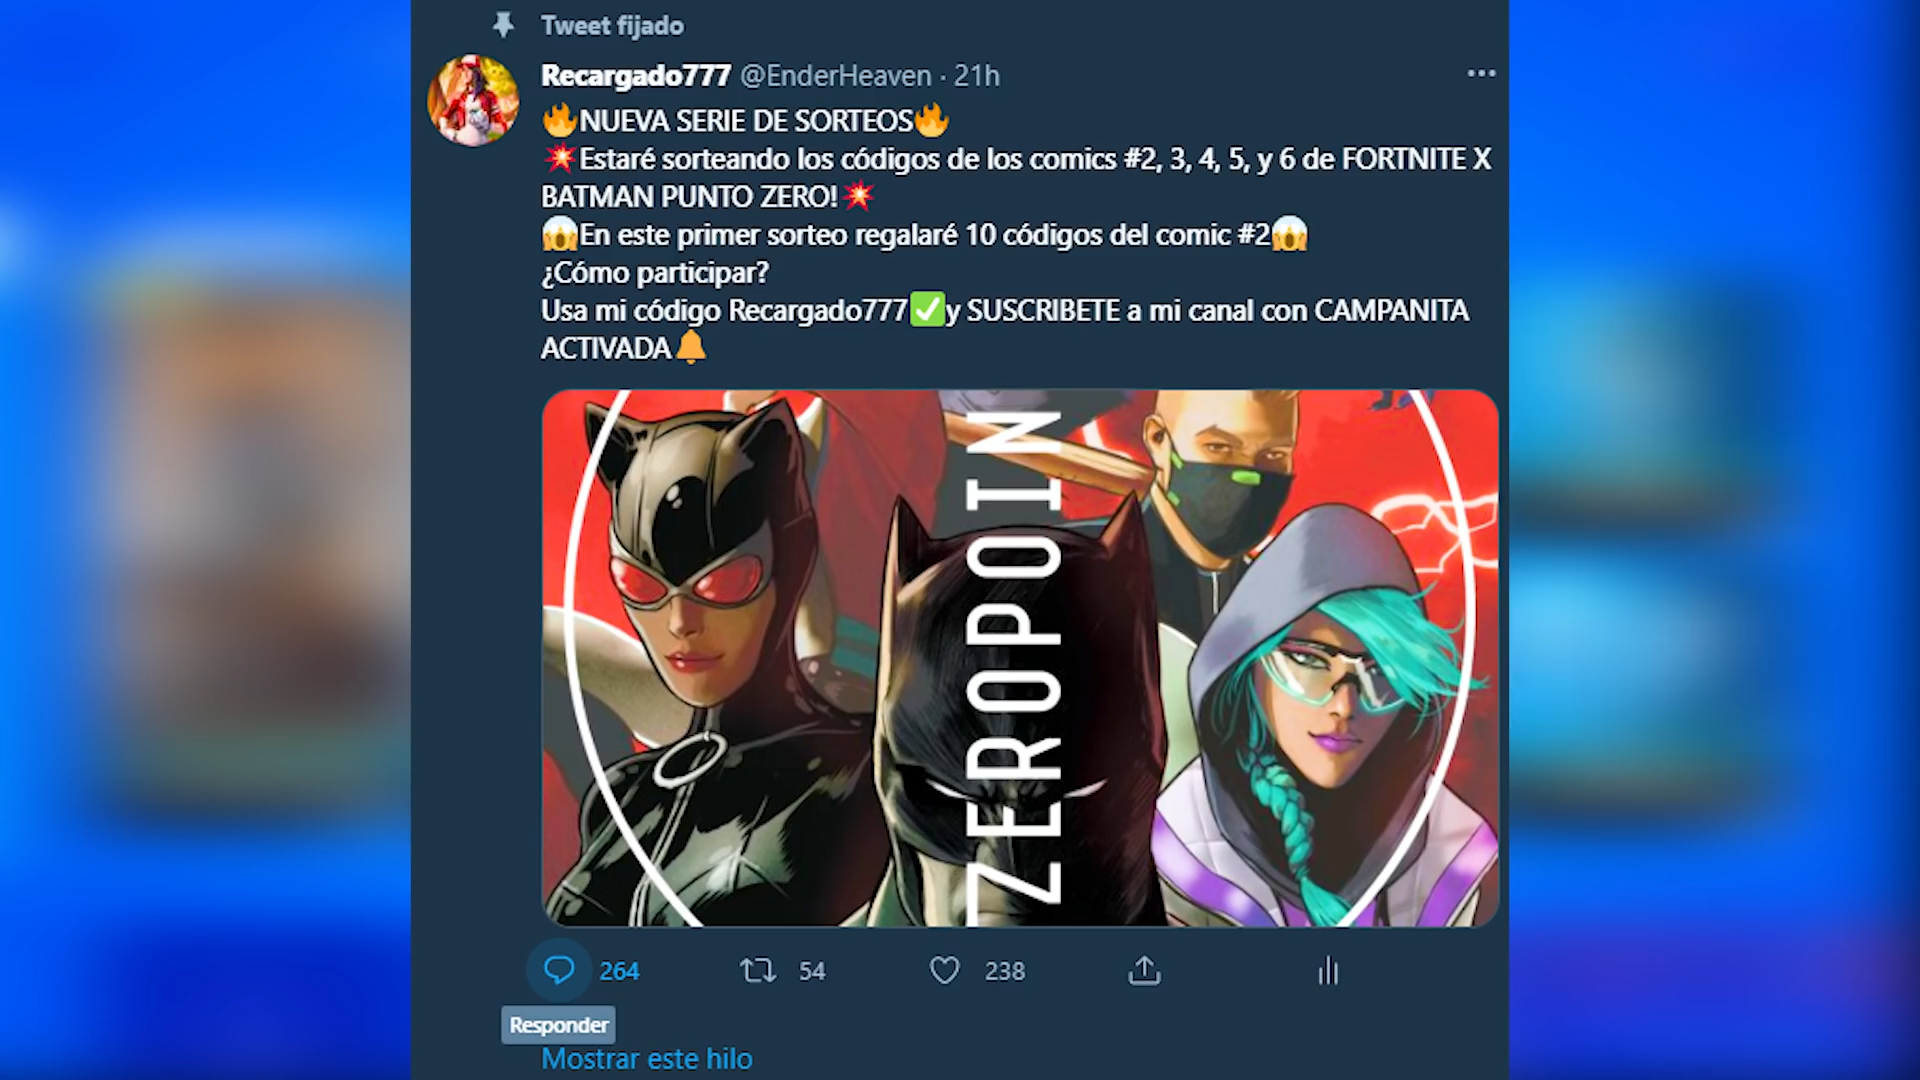 Tweet fijado
Recargado777 @EnderHeaven · 21h
🔥NUEVA SERIE DE SORTEOS🔥
💥Estaré sorteando los códigos de los comics #2, 3, 4, 5, y 6 de FORTNITE X
BATMAN PUNTO ZERO!💥
😱En este primer sorteo regalaré 10 códigos del comic #2😱
¿Cómo participar?
Usa mi código Recargado777✅y SUSCRIBETE a mi canal con CAMPANITA
ACTIVADA🔔
ZEROPOIN
264 54 238
Responder
Mostrar este hilo